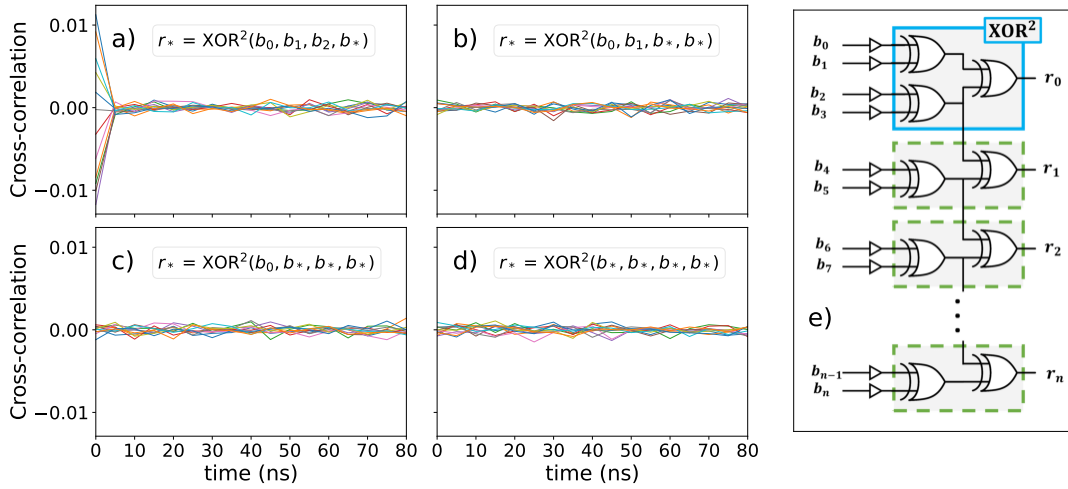 0.01
0.00
−0.01
Cross-correlation
a)
r* = XOR²(b₀, b₁, b₂, b*)
b)
r* = XOR²(b₀, b₁, b*, b*)
0.01
0.00
−0.01
Cross-correlation
c)
r* = XOR²(b₀, b*, b*, b*)
d)
r* = XOR²(b*, b*, b*, b*)
0 10 20 30 40 50 60 70 80
time (ns)
0 10 20 30 40 50 60 70 80
time (ns)
XOR²
b₀
b₁
r₀
b₂
b₃
b₄
r₁
b₅
b₆
r₂
b₇
e)
bₙ₋₁
rₙ
bₙ